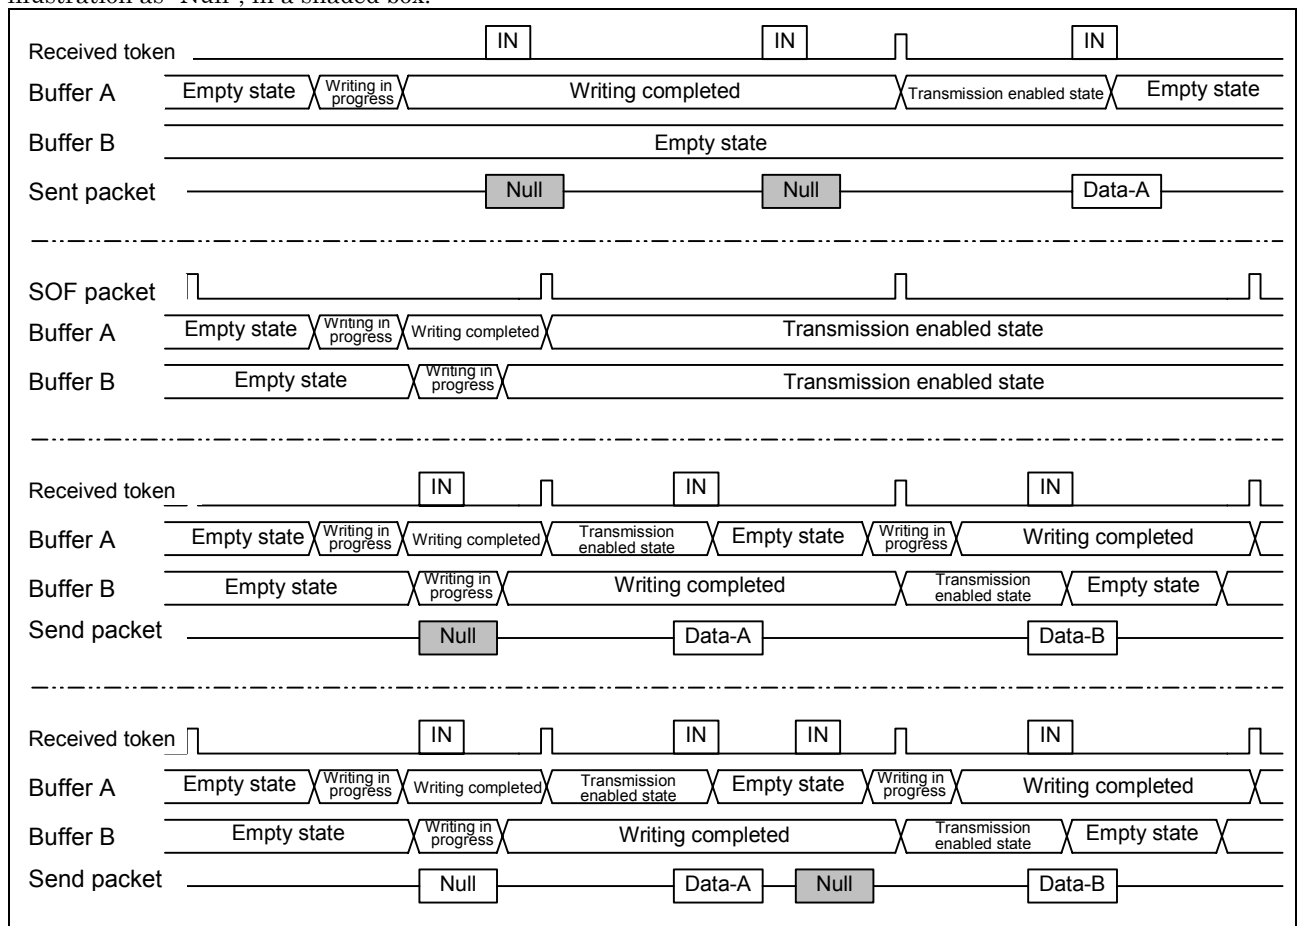 illustration as "Null", in a shaded box.
Received token IN IN IN
Buffer A Empty state Writing in progress Writing completed Transmission enabled state Empty state
Buffer B Empty state
Sent packet Null Null Data-A
SOF packet
Buffer A Empty state Writing in progress Writing completed Transmission enabled state
Buffer B Empty state Writing in progress Transmission enabled state
Received token IN IN IN
Buffer A Empty state Writing in progress Writing completed Transmission enabled state Empty state Writing in progress Writing completed
Buffer B Empty state Writing in progress Writing completed Transmission enabled state Empty state
Send packet Null Data-A Data-B
Received token IN IN IN IN
Buffer A Empty state Writing in progress Writing completed Transmission enabled state Empty state Writing in progress Writing completed
Buffer B Empty state Writing in progress Writing completed Transmission enabled state Empty state
Send packet Null Data-A Null Data-B